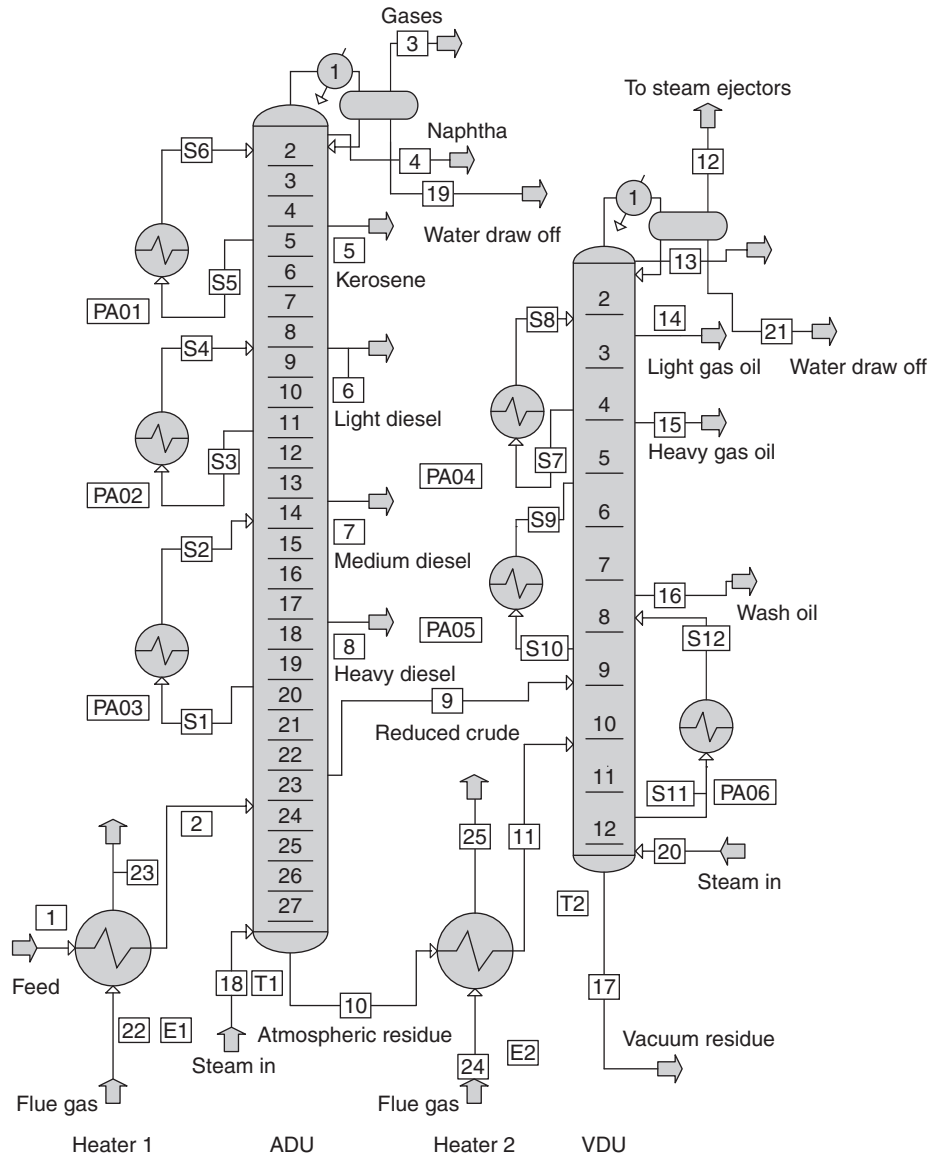 Gases
3
1
To steam ejectors
Naphtha
S6
2
4
12
3
19
1
4
Water draw off
5
5
S5
6
Kerosene
13
PA01
7
2
14
S8
21
S4
8
3
Light gas oil
Water draw off
9
6
10
Light diesel
4
15
11
S7
Heavy gas oil
S3
12
PA04
5
PA02
13
S9
6
14
7
S2
15
Medium diesel
7
16
16
17
Wash oil
8
PA05
18
8
S12
S10
19
Heavy diesel
9
PA03
S1
20
9
21
Reduced crude
10
22
23
11
S11
PA06
2
24
25
11
12
25
20
23
26
Steam in
27
T2
1
Feed
18
T1
10
17
22
E1
Atmospheric residue
Vacuum residue
Steam in
24
E2
Flue gas
Flue gas
Heater 1
ADU
Heater 2
VDU